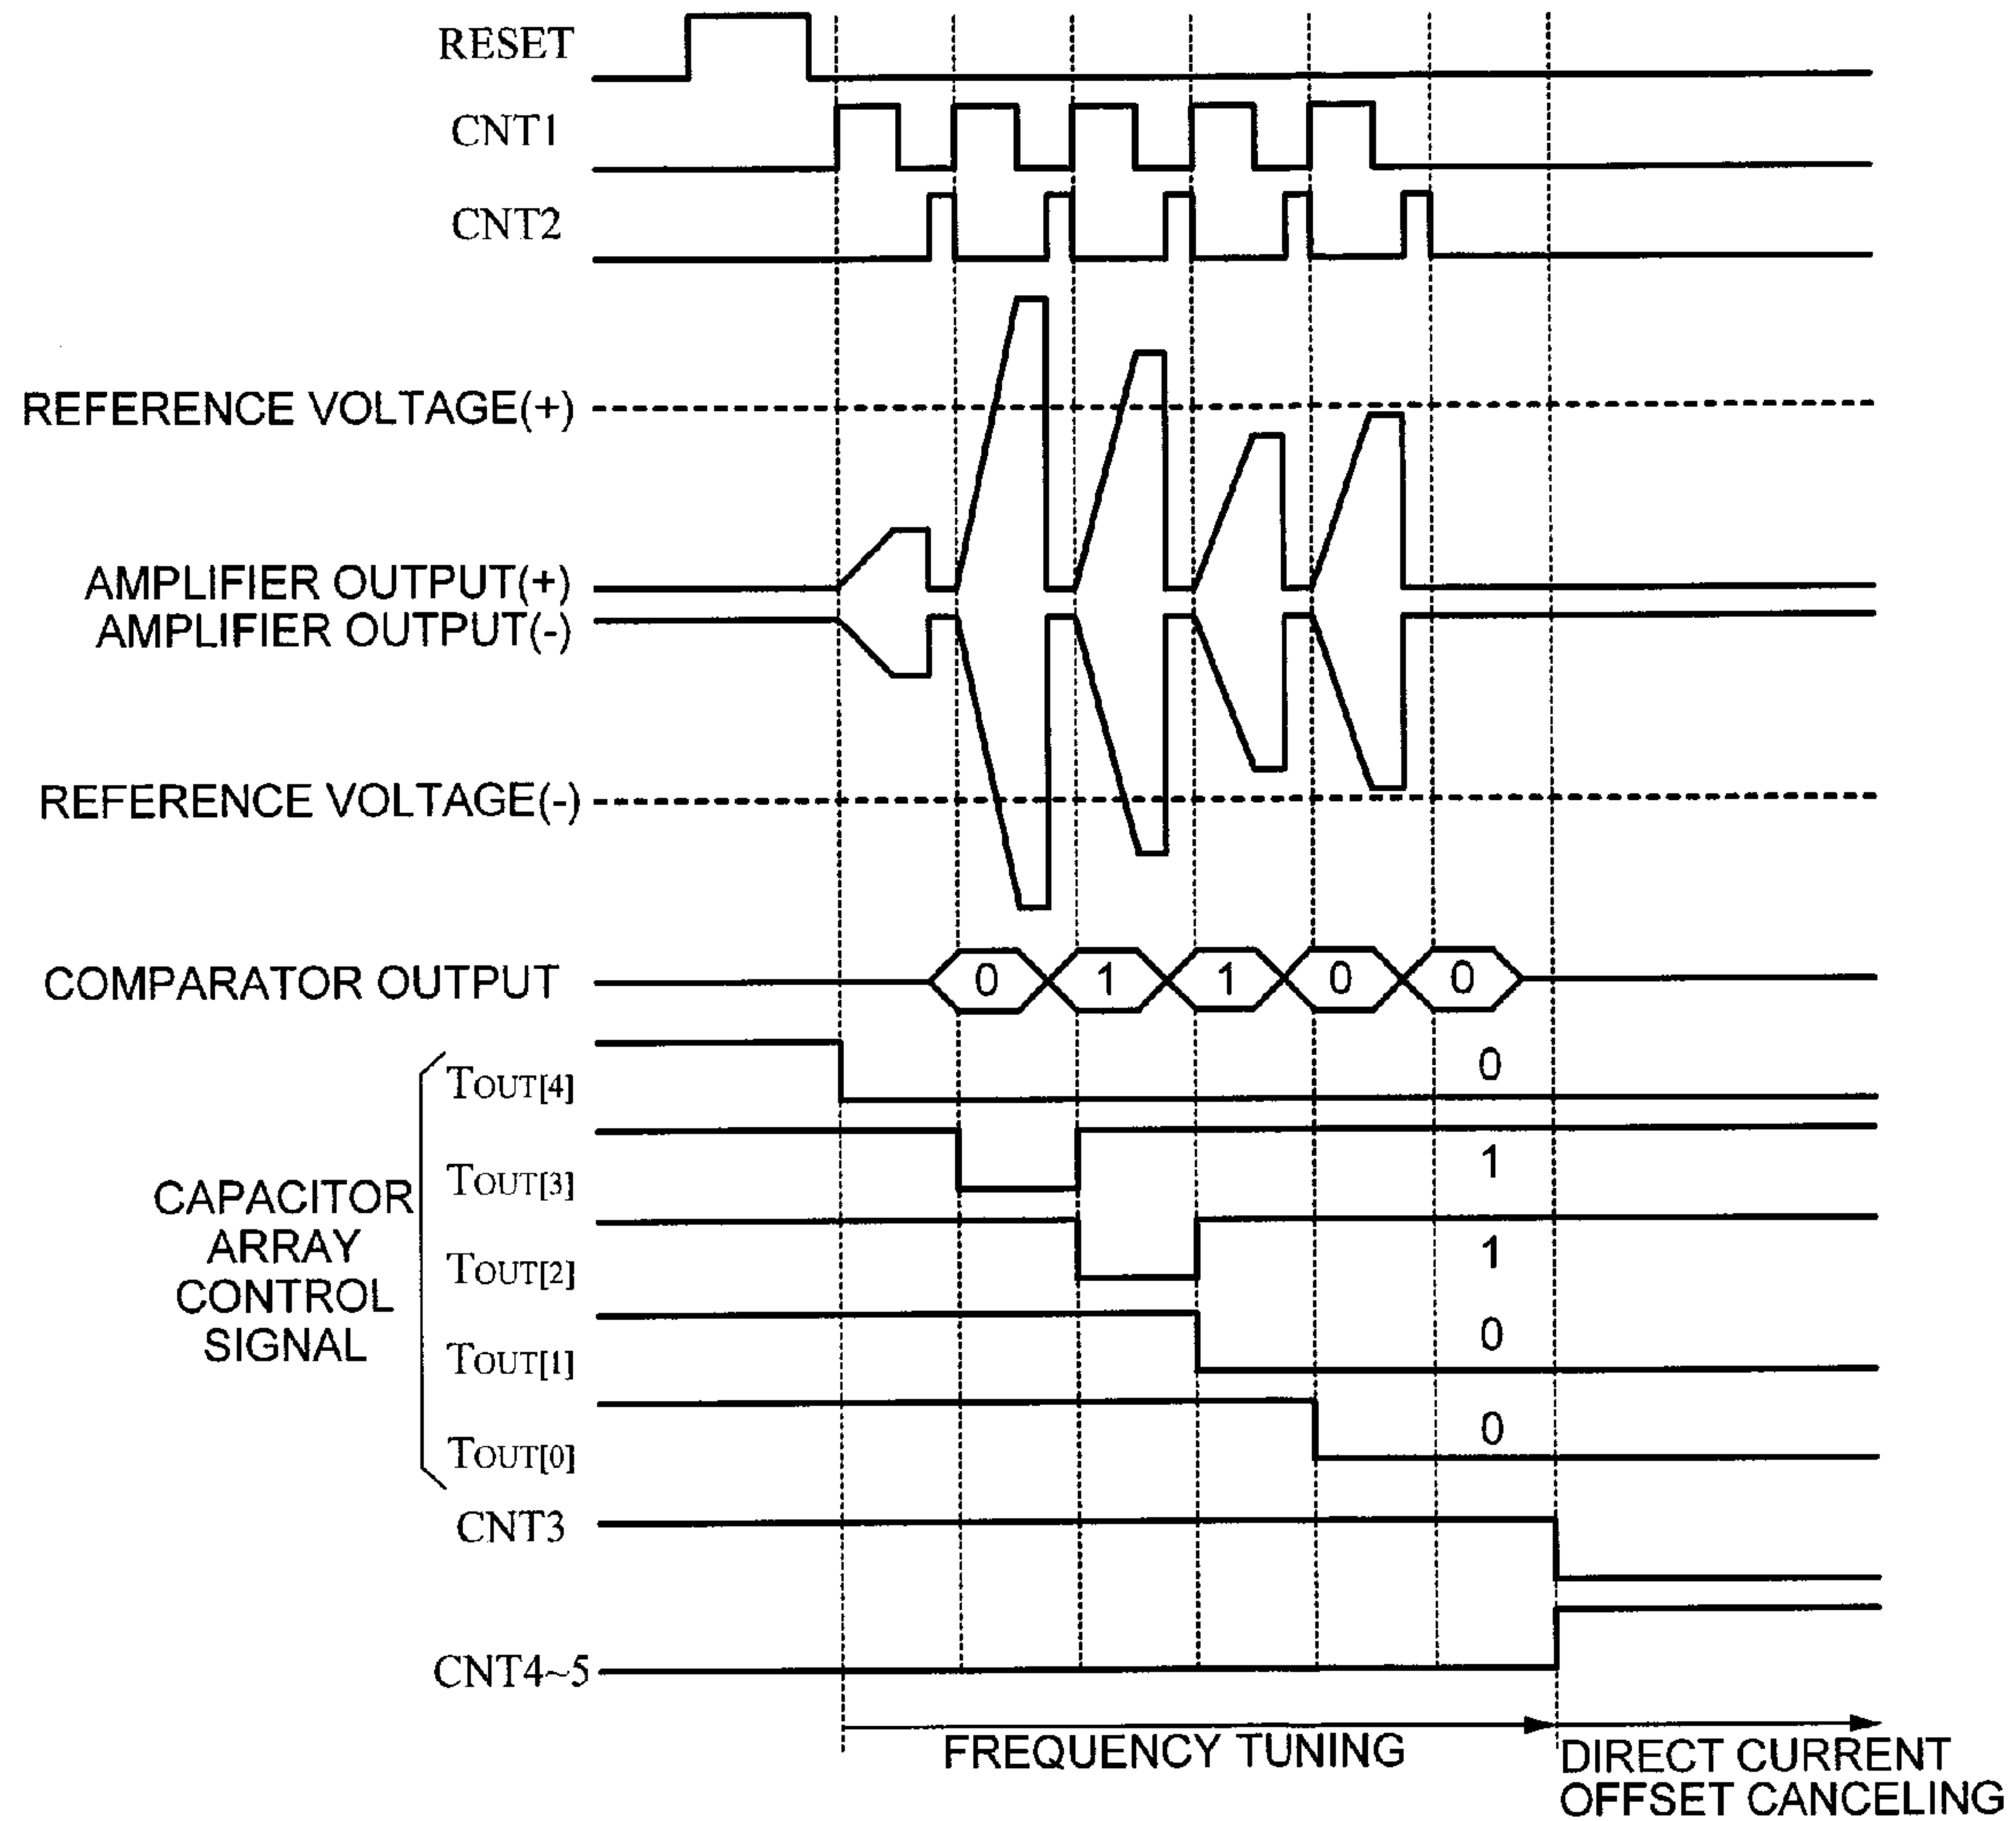 RESET
CNT1
CNT2
REFERENCE VOLTAGE(+)
AMPLIFIER OUTPUT(+)
AMPLIFIER OUTPUT(-)
REFERENCE VOLTAGE(-)
COMPARATOR OUTPUT
0 1 1 0 0
TOUT[4] 0
TOUT[3] 1
CAPACITOR
ARRAY
CONTROL
SIGNAL
TOUT[2] 1
TOUT[1] 0
TOUT[0] 0
CNT3
CNT4~5
FREQUENCY TUNING
DIRECT CURRENT
OFFSET CANCELING